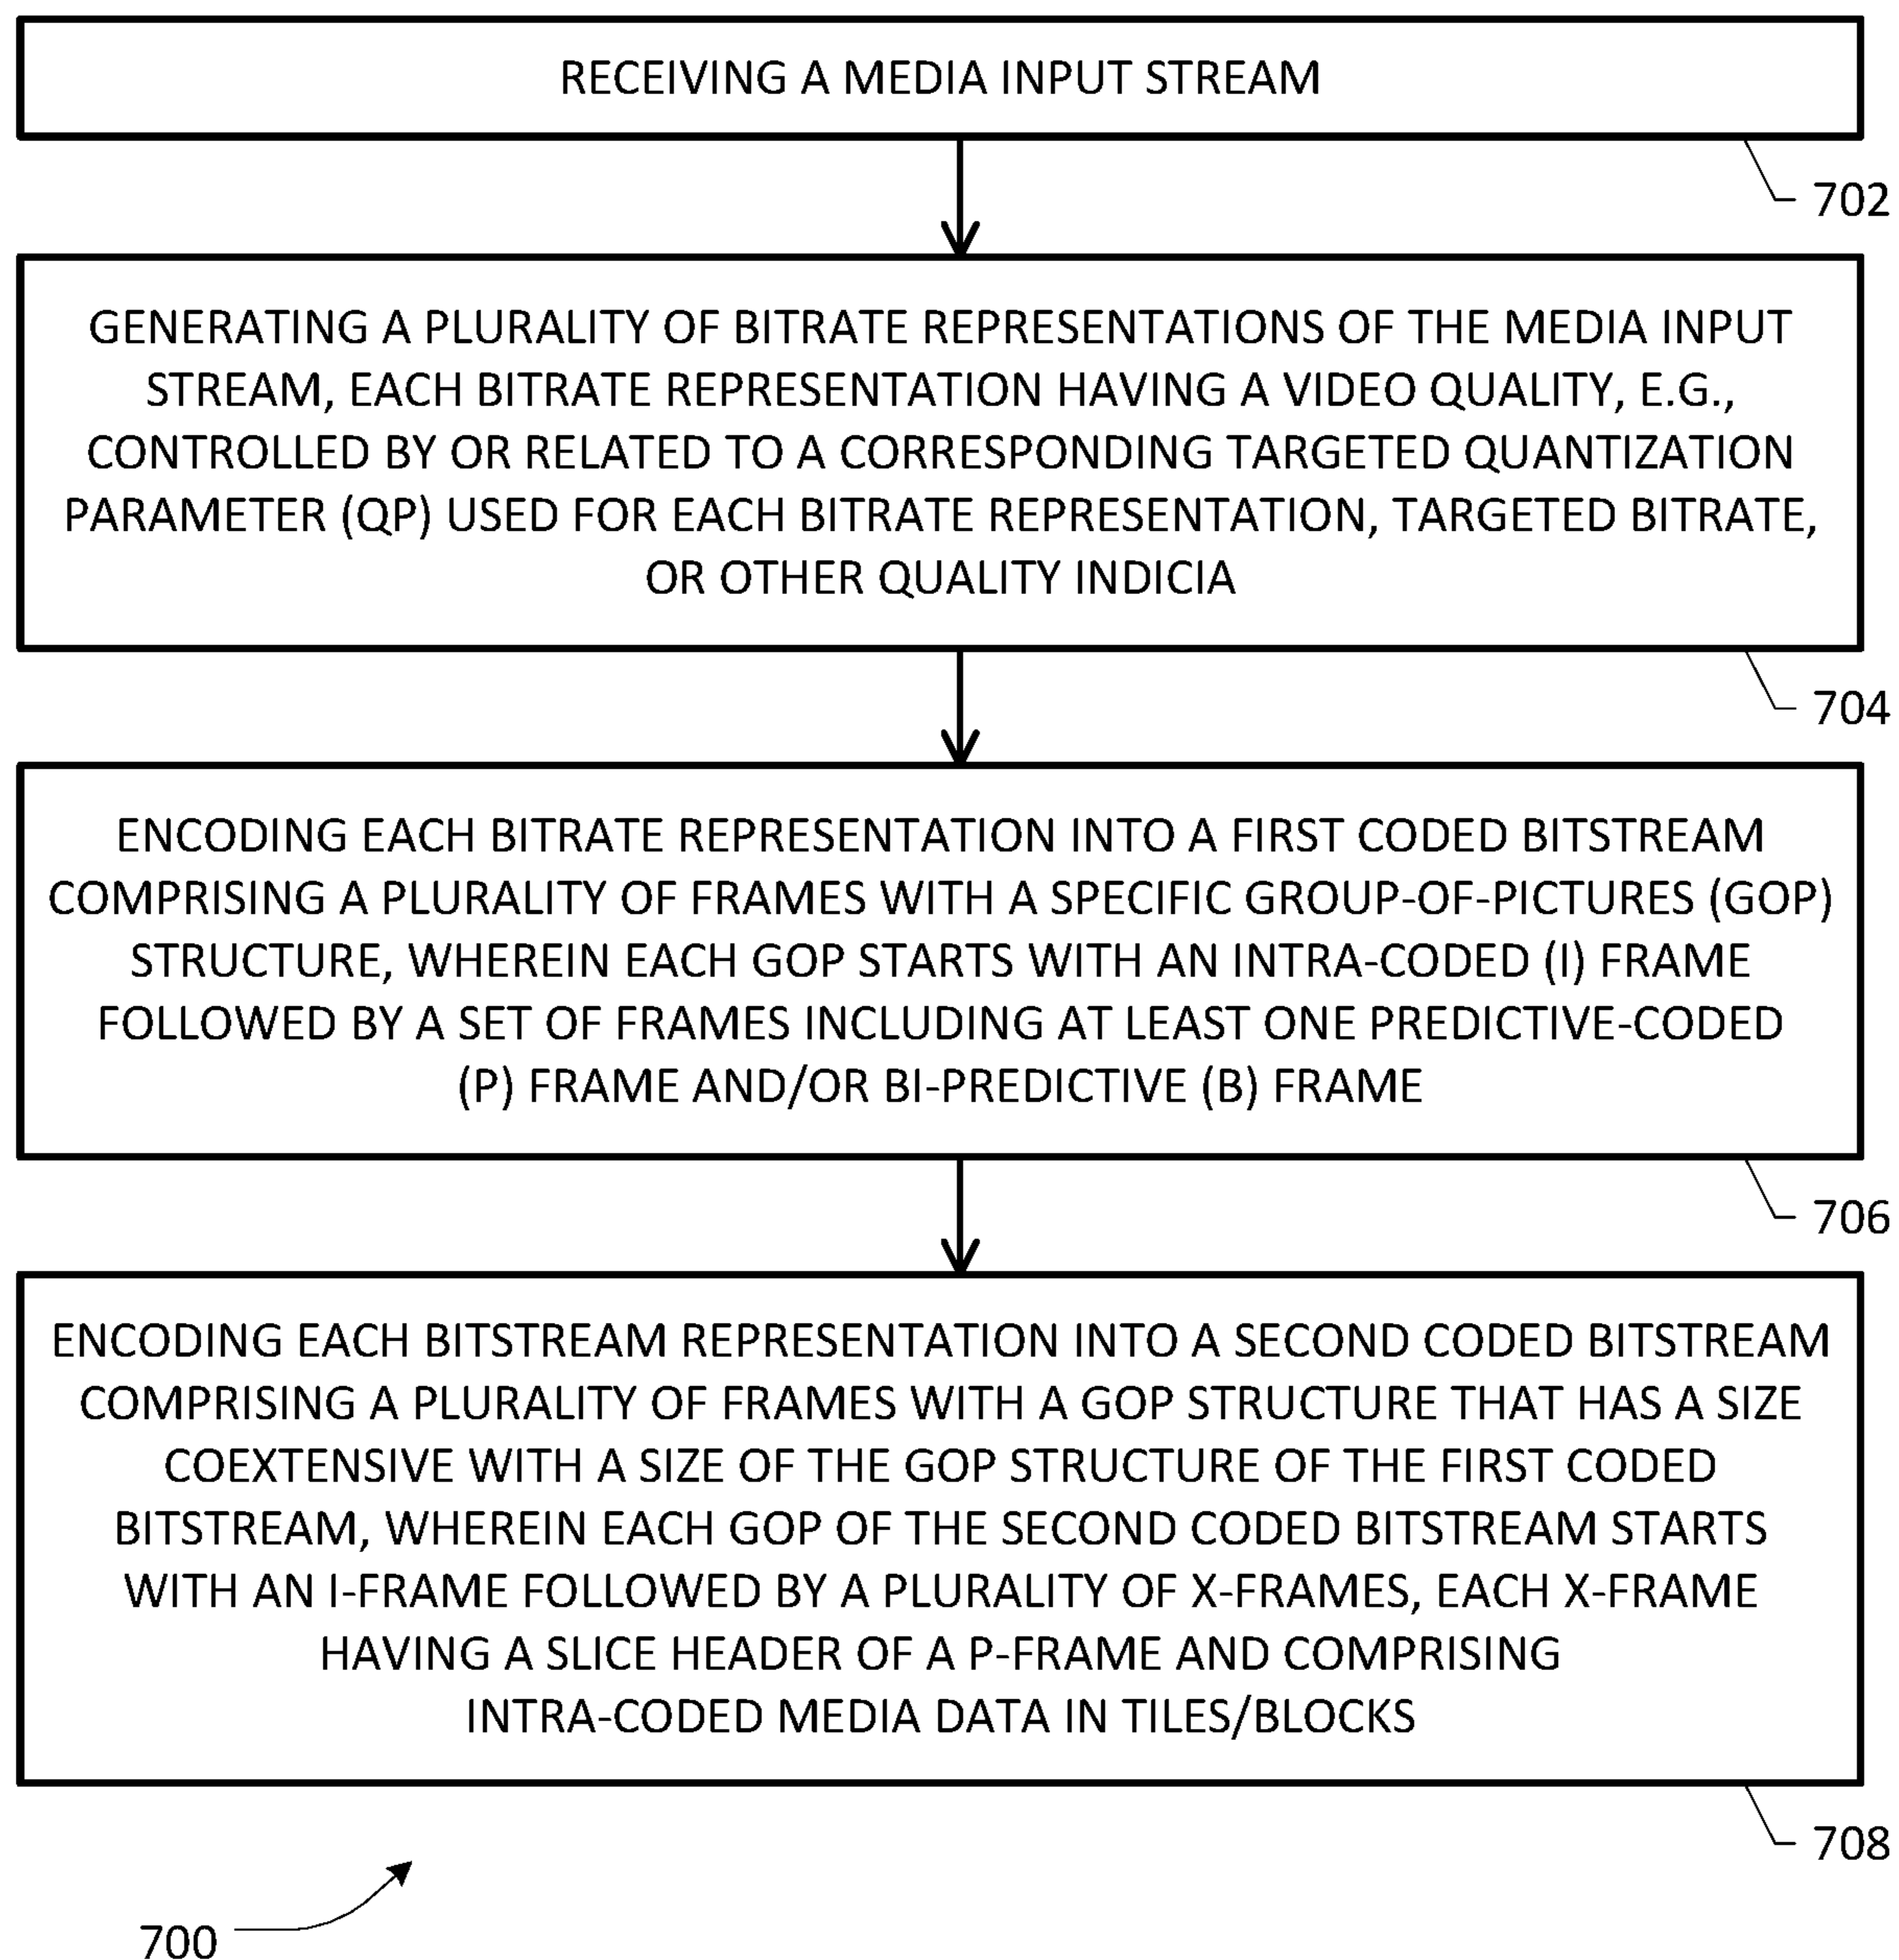 RECEIVING A MEDIA INPUT STREAM
702
GENERATING A PLURALITY OF BITRATE REPRESENTATIONS OF THE MEDIA INPUT
STREAM, EACH BITRATE REPRESENTATION HAVING A VIDEO QUALITY, E.G.,
CONTROLLED BY OR RELATED TO A CORRESPONDING TARGETED QUANTIZATION
PARAMETER (QP) USED FOR EACH BITRATE REPRESENTATION, TARGETED BITRATE,
OR OTHER QUALITY INDICIA
704
ENCODING EACH BITRATE REPRESENTATION INTO A FIRST CODED BITSTREAM
COMPRISING A PLURALITY OF FRAMES WITH A SPECIFIC GROUP-OF-PICTURES (GOP)
STRUCTURE, WHEREIN EACH GOP STARTS WITH AN INTRA-CODED (I) FRAME
FOLLOWED BY A SET OF FRAMES INCLUDING AT LEAST ONE PREDICTIVE-CODED
(P) FRAME AND/OR BI-PREDICTIVE (B) FRAME
706
ENCODING EACH BITSTREAM REPRESENTATION INTO A SECOND CODED BITSTREAM
COMPRISING A PLURALITY OF FRAMES WITH A GOP STRUCTURE THAT HAS A SIZE
COEXTENSIVE WITH A SIZE OF THE GOP STRUCTURE OF THE FIRST CODED
BITSTREAM, WHEREIN EACH GOP OF THE SECOND CODED BITSTREAM STARTS
WITH AN I-FRAME FOLLOWED BY A PLURALITY OF X-FRAMES, EACH X-FRAME
HAVING A SLICE HEADER OF A P-FRAME AND COMPRISING
INTRA-CODED MEDIA DATA IN TILES/BLOCKS
708
700